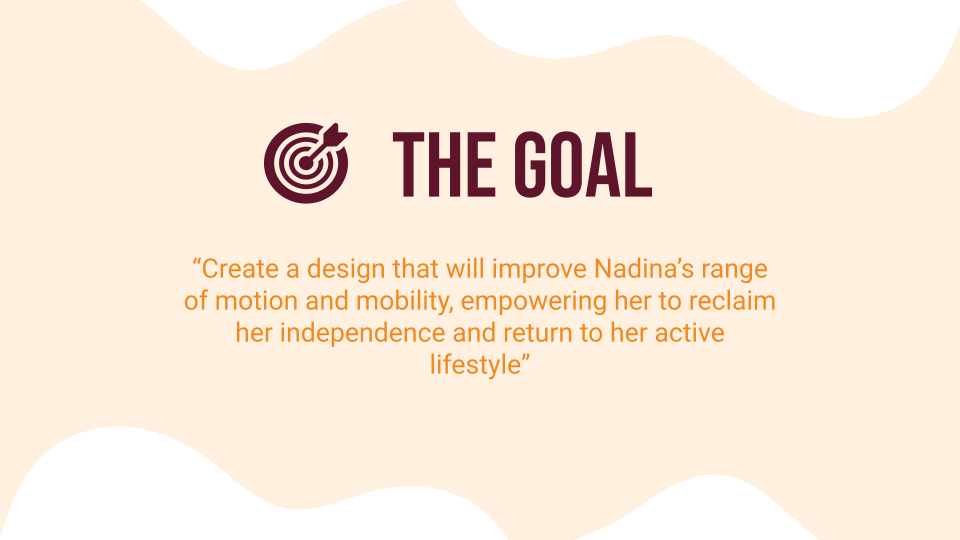 THE GOAL
“Create a design that will improve Nadina’s range
of motion and mobility, empowering her to reclaim
her independence and return to her active
lifestyle”